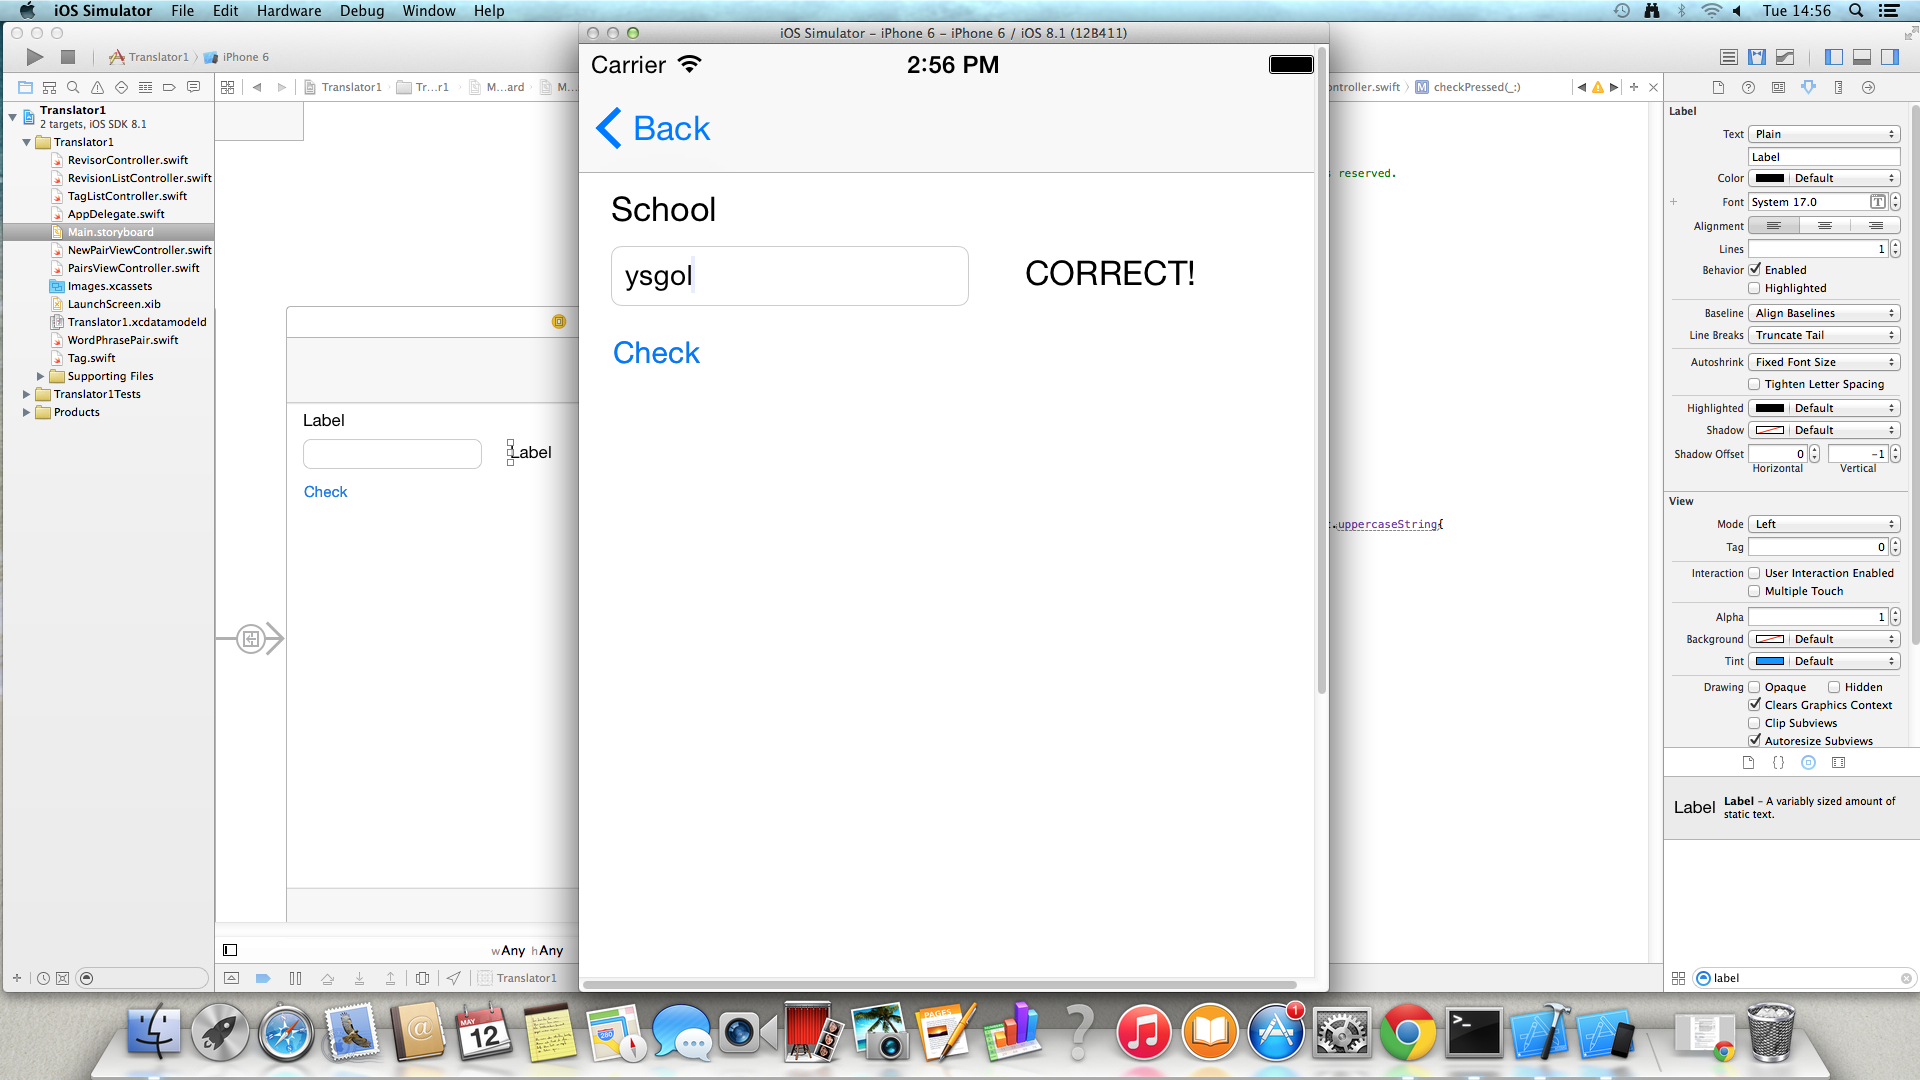 iOS Simulator File Edit Hardware Debug Window Help
Tue 14:56
iOS Simulator - iPhone 6 - iPhone 6 / iOS 8.1 (12B411)
Translator1 iPhone 6
Carrier 2:56 PM
Translator1 Tr...r1 M...ard M...
ontroller.swift M checkPressed(_:)
Translator1
2 targets, iOS SDK 8.1
Translator1
RevisorController.swift
RevisionListController.swift
TagListController.swift
AppDelegate.swift
Main.storyboard
NewPairViewController.swift
PairsViewController.swift
Images.xcassets
LaunchScreen.xib
Translator1.xcdatamodeld
WordPhrasePair.swift
Tag.swift
Supporting Files
Translator1Tests
Products
Label
Label
Check
wAny hAny
Translator1
Back
School
ysgol
CORRECT!
Check
s reserved.
.uppercaseString{
Label
Text Plain
Label
Color Default
Font System 17.0
Alignment
Lines 1
Behavior Enabled
Highlighted
Baseline Align Baselines
Line Breaks Truncate Tail
Autoshrink Fixed Font Size
Tighten Letter Spacing
Highlighted Default
Shadow Default
Shadow Offset 0 -1
Horizontal Vertical
View
Mode Left
Tag 0
Interaction User Interaction Enabled
Multiple Touch
Alpha 1
Background Default
Tint Default
Drawing Opaque Hidden
Clears Graphics Context
Clip Subviews
Autoresize Subviews
Label Label - A variably sized amount of
static text.
label
MAY
12
280
PAGES
1